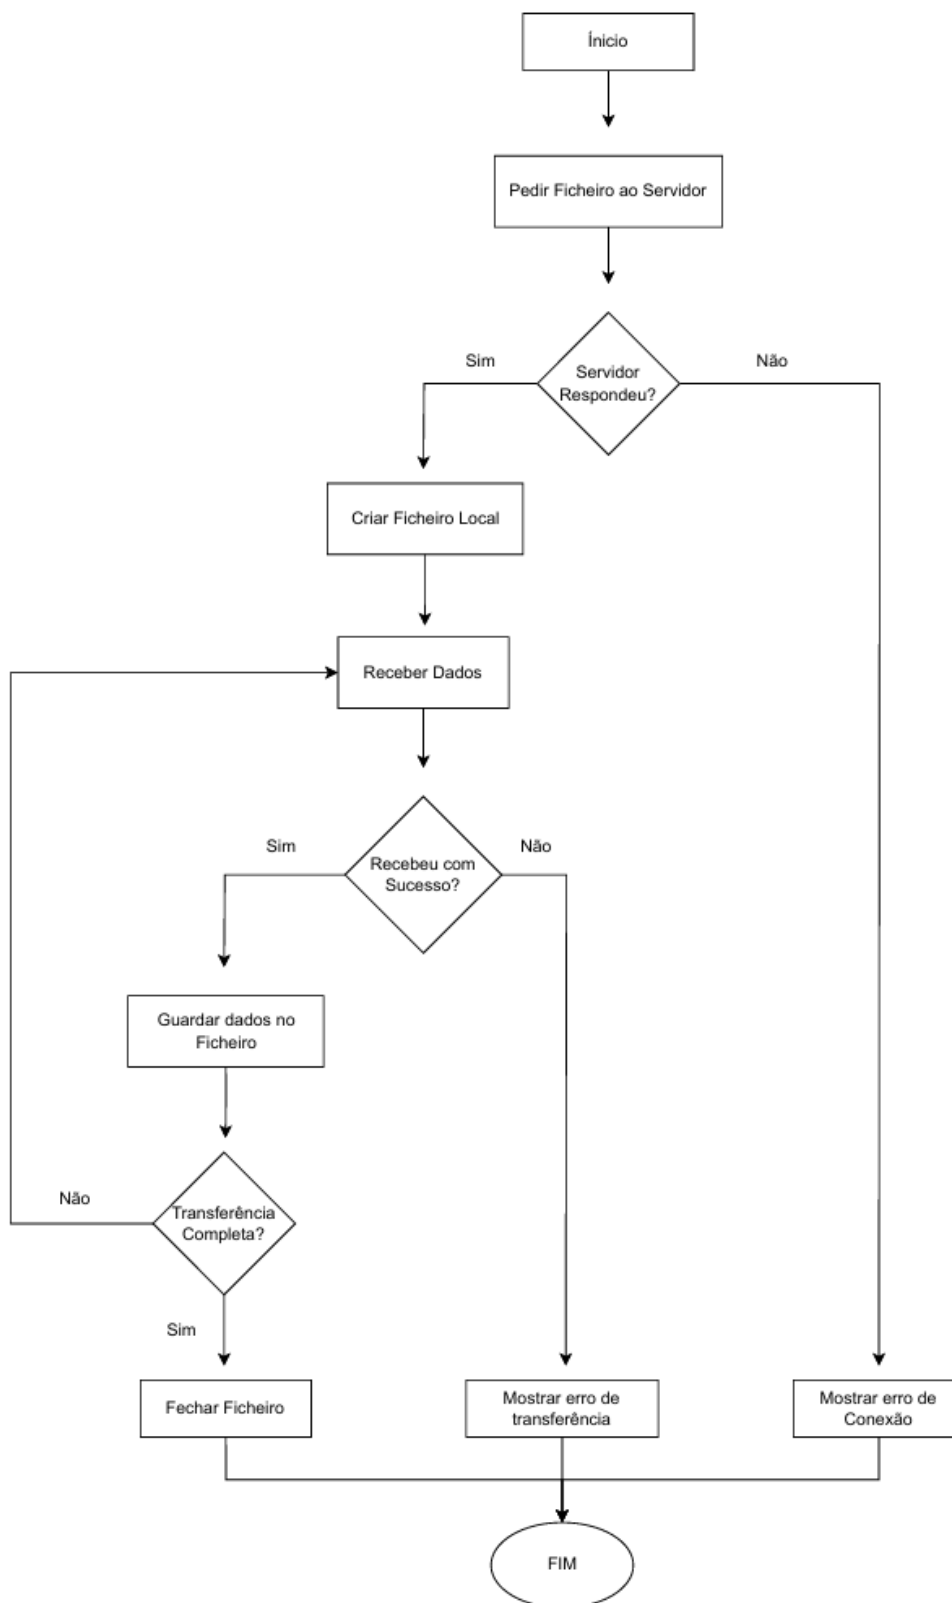 Ínicio
Pedir Ficheiro ao Servidor
Sim
Não
Servidor
Respondeu?
Criar Ficheiro Local
Receber Dados
Sim
Não
Recebeu com
Sucesso?
Guardar dados no
Ficheiro
Não
Transferência
Completa?
Sim
Fechar Ficheiro
Mostrar erro de
transferência
Mostrar erro de
Conexão
FIM